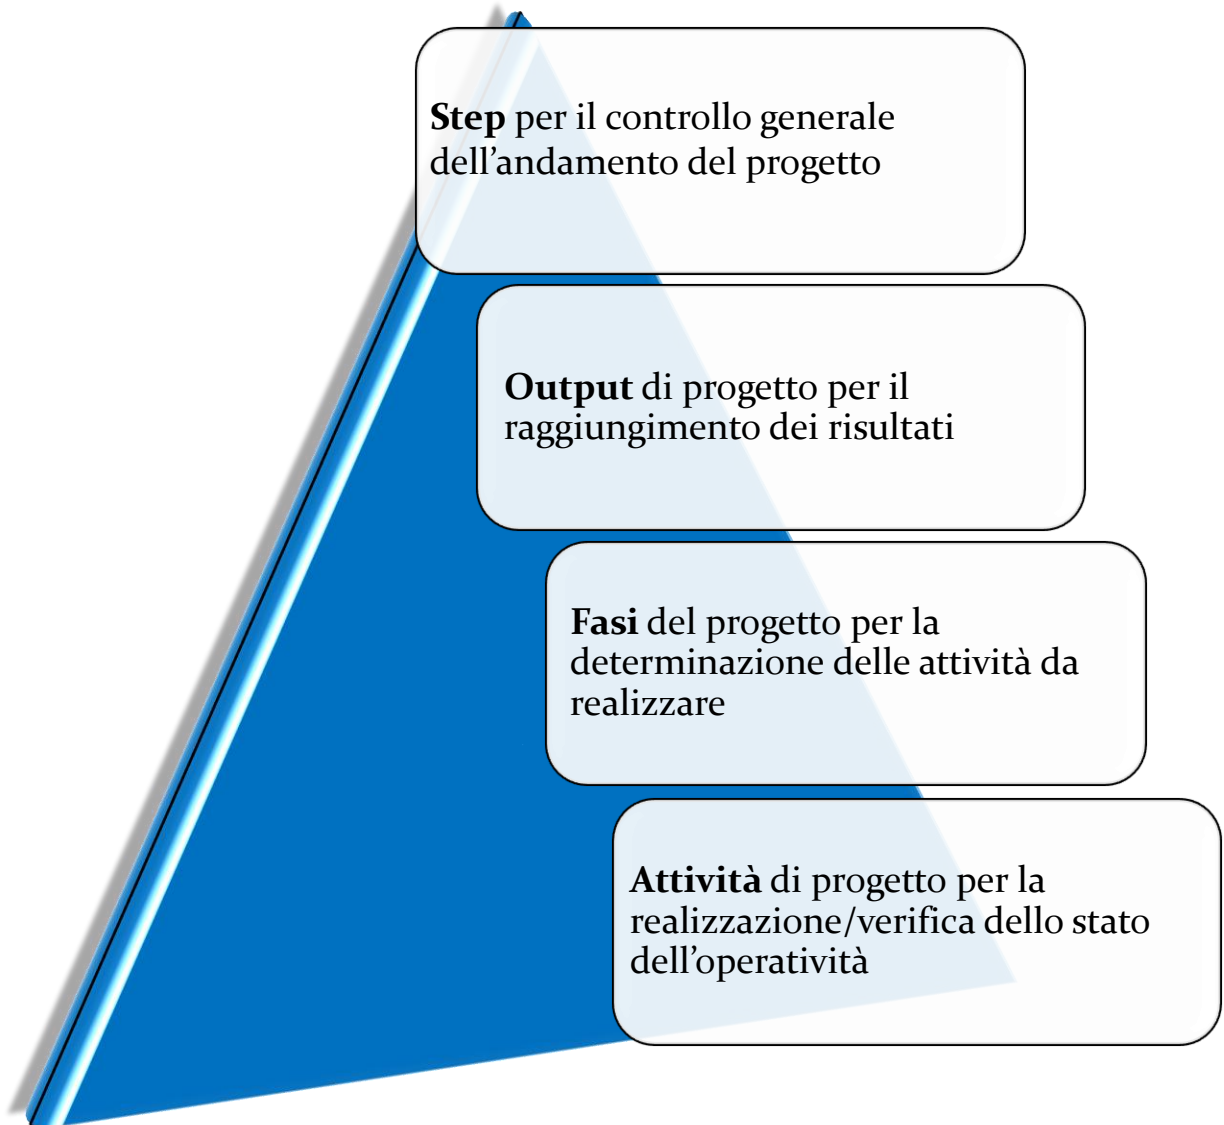 Step per il controllo generale
dell’andamento del progetto
Output di progetto per il
raggiungimento dei risultati
Fasi del progetto per la
determinazione delle attività da
realizzare
Attività di progetto per la
realizzazione/verifica dello stato
dell’operatività